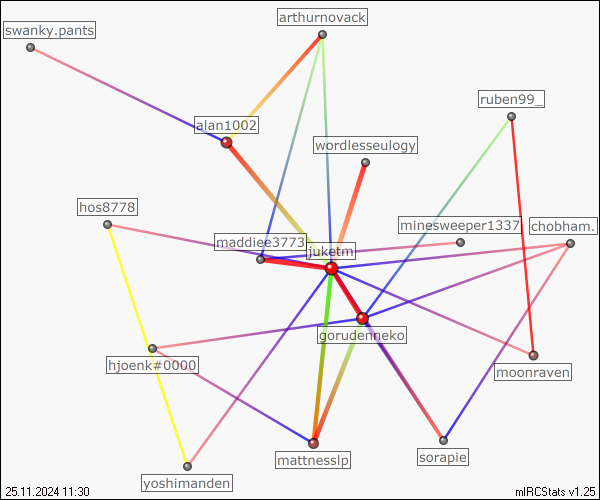 arthurnovack
swanky.pants
ruben99_
alan1002
wordlesseulogy
hos8778
minesweeper1337
chobham.
maddiee3773
juketm
gorudenneko
hjoenk#0000
moonraven
mattnesslp
sorapie
yoshimanden
25.11.2024 11:30
mIRCStats v1.25